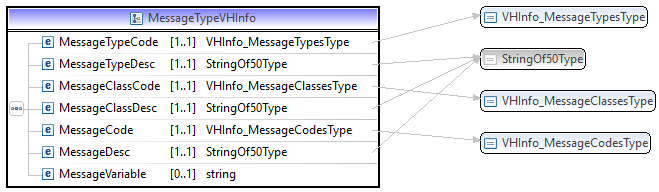 MessageTypeVHInfo
MessageTypeCode [1..1] VHInfo_MessageTypesType
MessageTypeDesc [1..1] StringOf50Type
MessageClassCode [1..1] VHInfo_MessageClassesType
MessageClassDesc [1..1] StringOf50Type
MessageCode [1..1] VHInfo_MessageCodesType
MessageDesc [1..1] StringOf50Type
MessageVariable [0..1] string
VHInfo_MessageTypesType
StringOf50Type
VHInfo_MessageClassesType
VHInfo_MessageCodesType